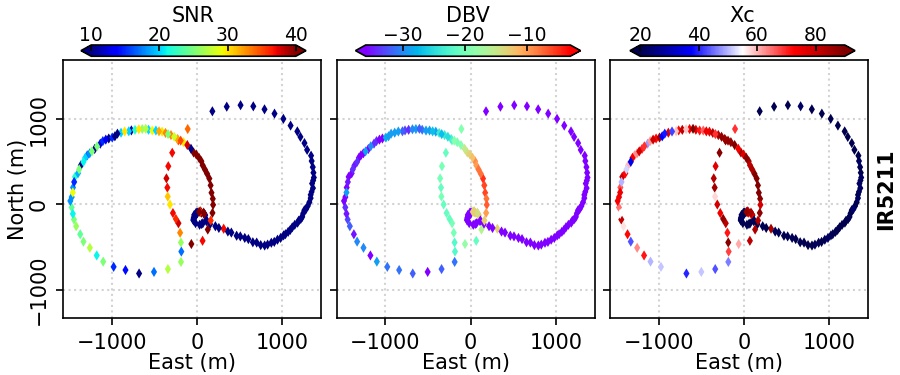 SNR DBV Xc
10 20 30 40 −30 −20 −10 20 40 60 80
1000
0
−1000
North (m)
IR5211
−1000 0 1000 −1000 0 1000 −1000 0 1000
East (m) East (m) East (m)